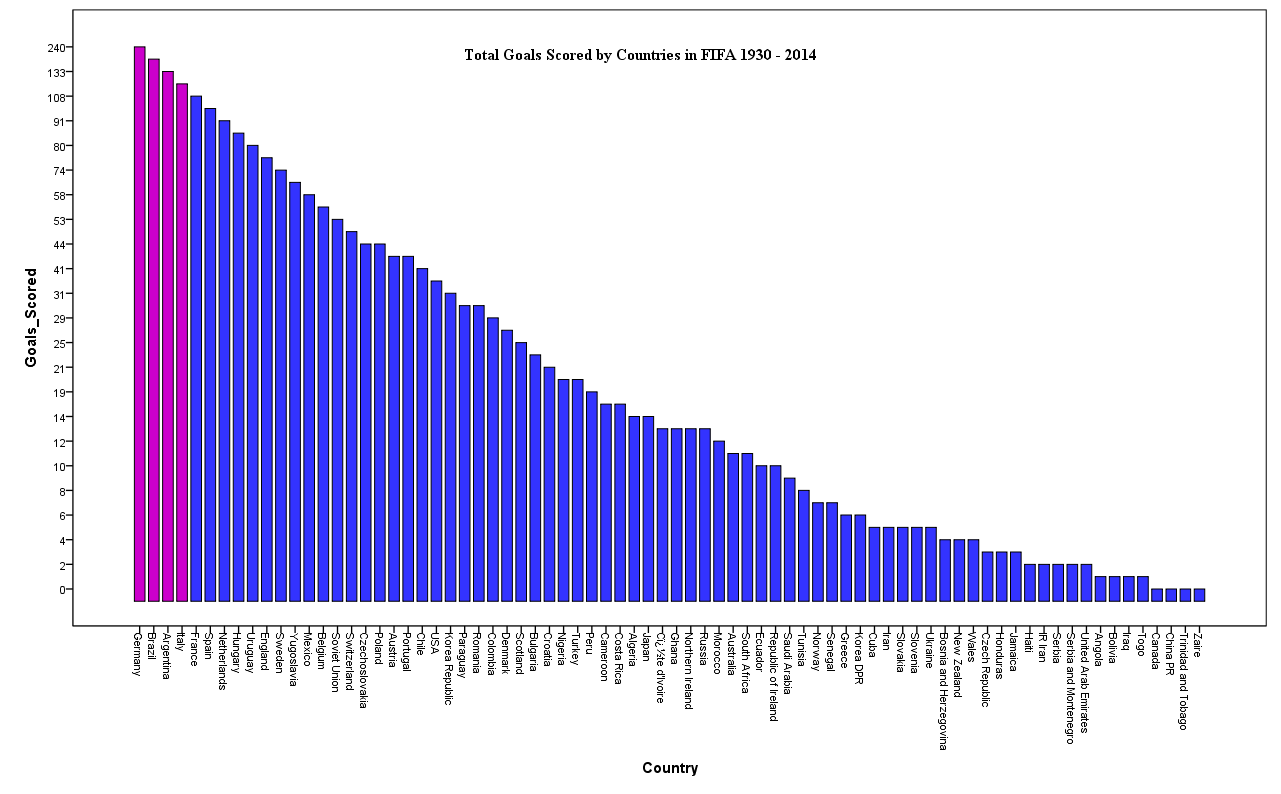 Total Goals Scored by Countries in FIFA 1930 - 2014
Goals_Scored
240
133
108
91
80
74
58
53
44
41
31
29
25
21
19
14
12
10
8
6
4
2
0
Germany
Brazil
Argentina
Italy
France
Spain
Netherlands
Hungary
Uruguay
England
Sweden
Yugoslavia
Mexico
Belgium
Soviet Union
Switzerland
Czechoslovakia
Poland
Austria
Portugal
Chile
USA
Korea Republic
Paraguay
Romania
Colombia
Denmark
Scotland
Bulgaria
Croatia
Nigeria
Turkey
Peru
Cameroon
Costa Rica
Algeria
Japan
Cï¿½te d'Ivoire
Ghana
Northern Ireland
Russia
Morocco
Australia
South Africa
Ecuador
Republic of Ireland
Saudi Arabia
Tunisia
Norway
Senegal
Greece
Korea DPR
Cuba
Iran
Slovakia
Slovenia
Ukraine
Bosnia and Herzegovina
New Zealand
Wales
Czech Republic
Honduras
Jamaica
Haiti
IR Iran
Serbia
Serbia and Montenegro
United Arab Emirates
Angola
Bolivia
Iraq
Togo
Canada
China PR
Trinidad and Tobago
Zaire
Country